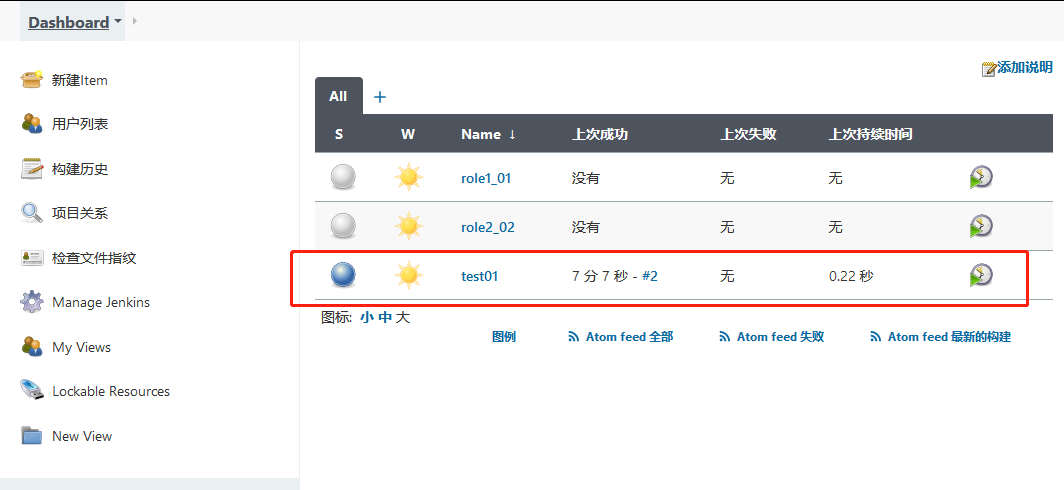 Dashboard
新建Item
用户列表
构建历史
项目关系
检查文件指纹
Manage Jenkins
My Views
Lockable Resources
New View
添加说明
All +
S W Name ↓ 上次成功 上次失败 上次持续时间
role1_01 没有 无 无
role2_02 没有 无 无
test01 7 分 7 秒 - #2 无 0.22 秒
图标: 小 中 大
图例 Atom feed 全部 Atom feed 失败 Atom feed 最新的构建